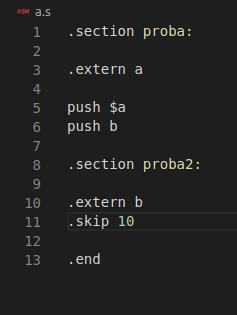 ASM a.s
1 .section proba:
2
3 .extern a
4
5 push $a
6 push b
7
8 .section proba2:
9
10 .extern b
11 .skip 10
12
13 .end